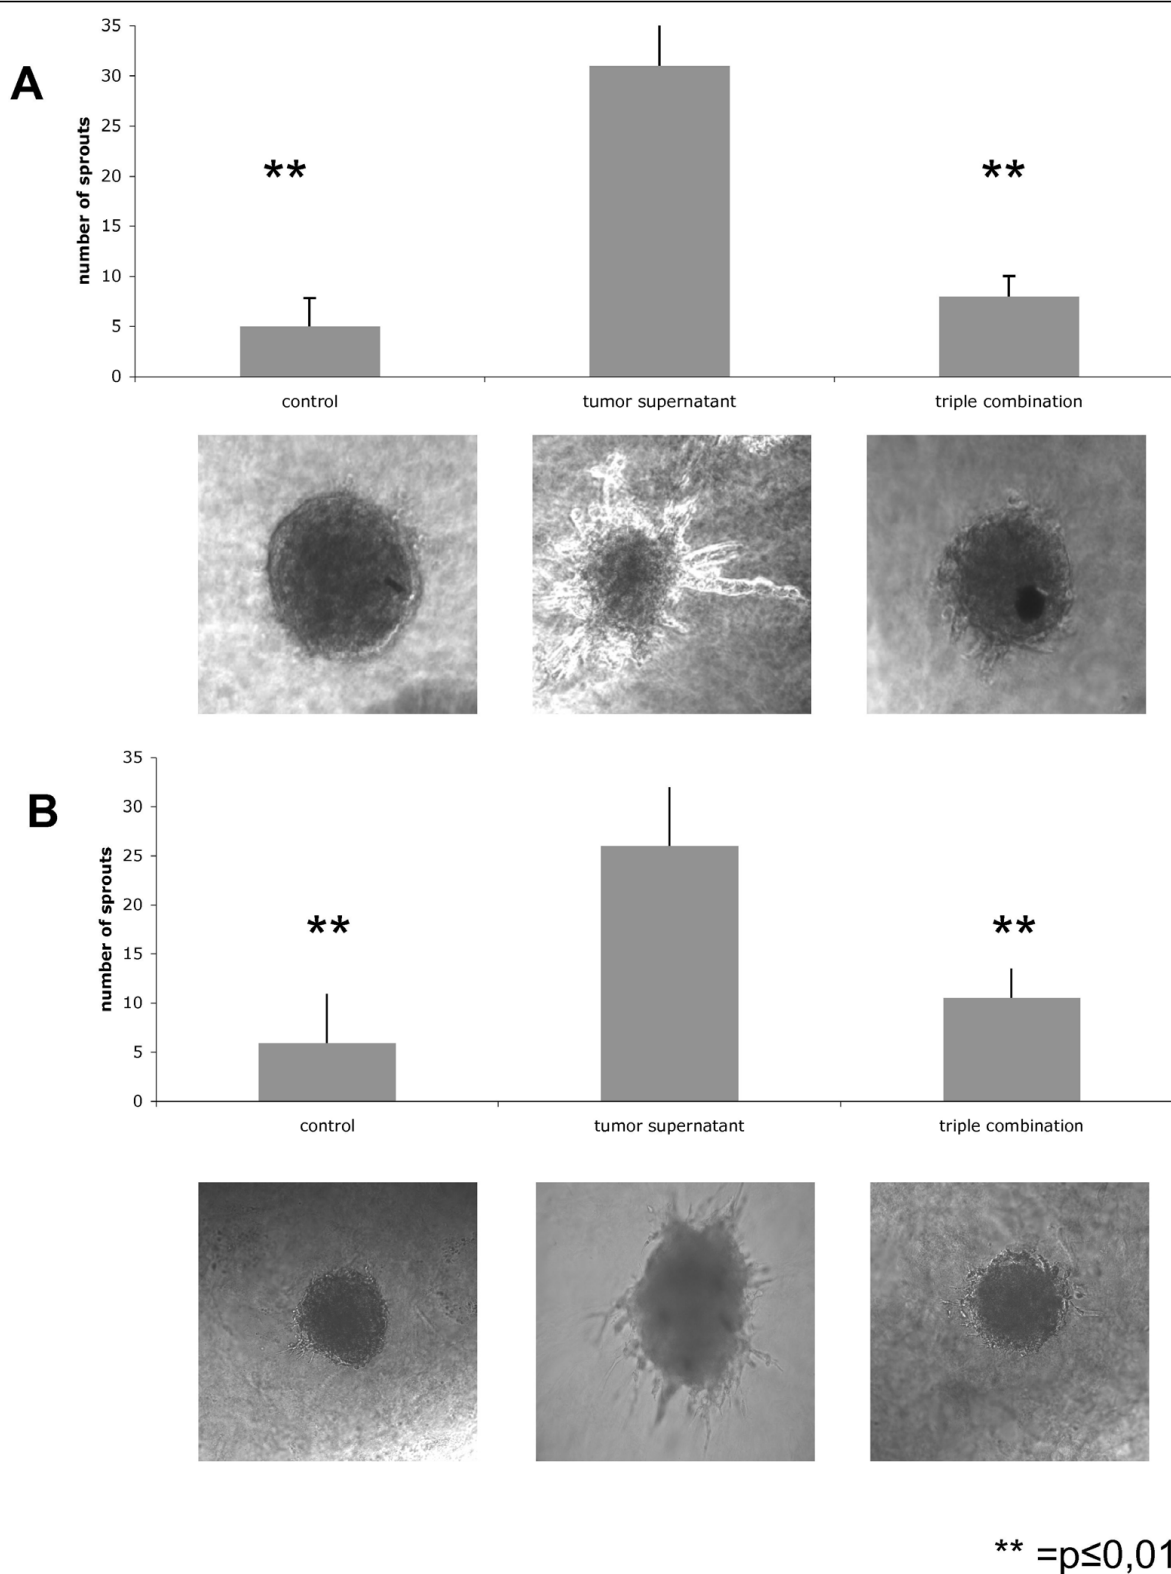 A
number of sprouts
35
30
25
20
15
10
5
0
**
**
control tumor supernatant triple combination
B
number of sprouts
35
30
25
20
15
10
5
0
**
**
control tumor supernatant triple combination
** =p≤0,01